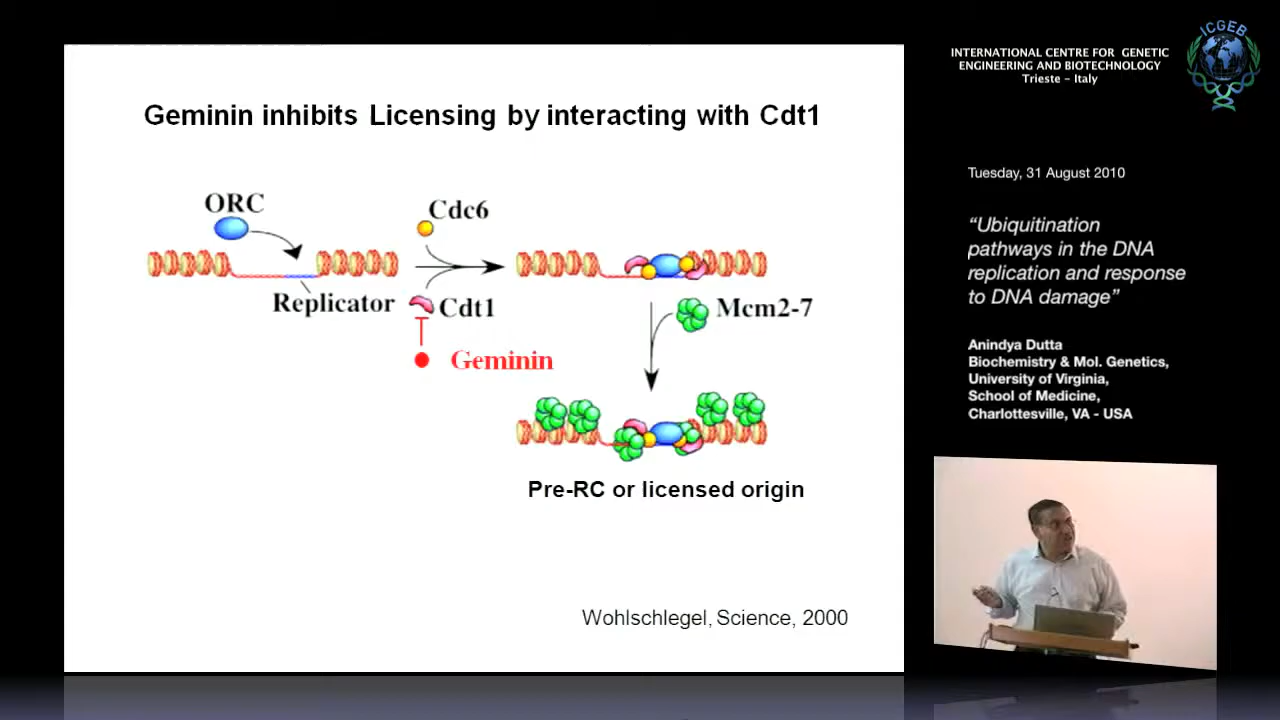 Geminin inhibits Licensing by interacting with Cdt1
ORC
Cdc6
Replicator
Cdt1
Mcm2-7
Geminin
Pre-RC or licensed origin
Wohlschlegel, Science, 2000
INTERNATIONAL CENTRE FOR GENETIC
ENGINEERING AND BIOTECHNOLOGY
Trieste - Italy
ICGEB
Tuesday, 31 August 2010
“Ubiquitination
pathways in the DNA
replication and response
to DNA damage”
Anindya Dutta
Biochemistry & Mol. Genetics,
University of Virginia,
School of Medicine,
Charlottesville, VA - USA